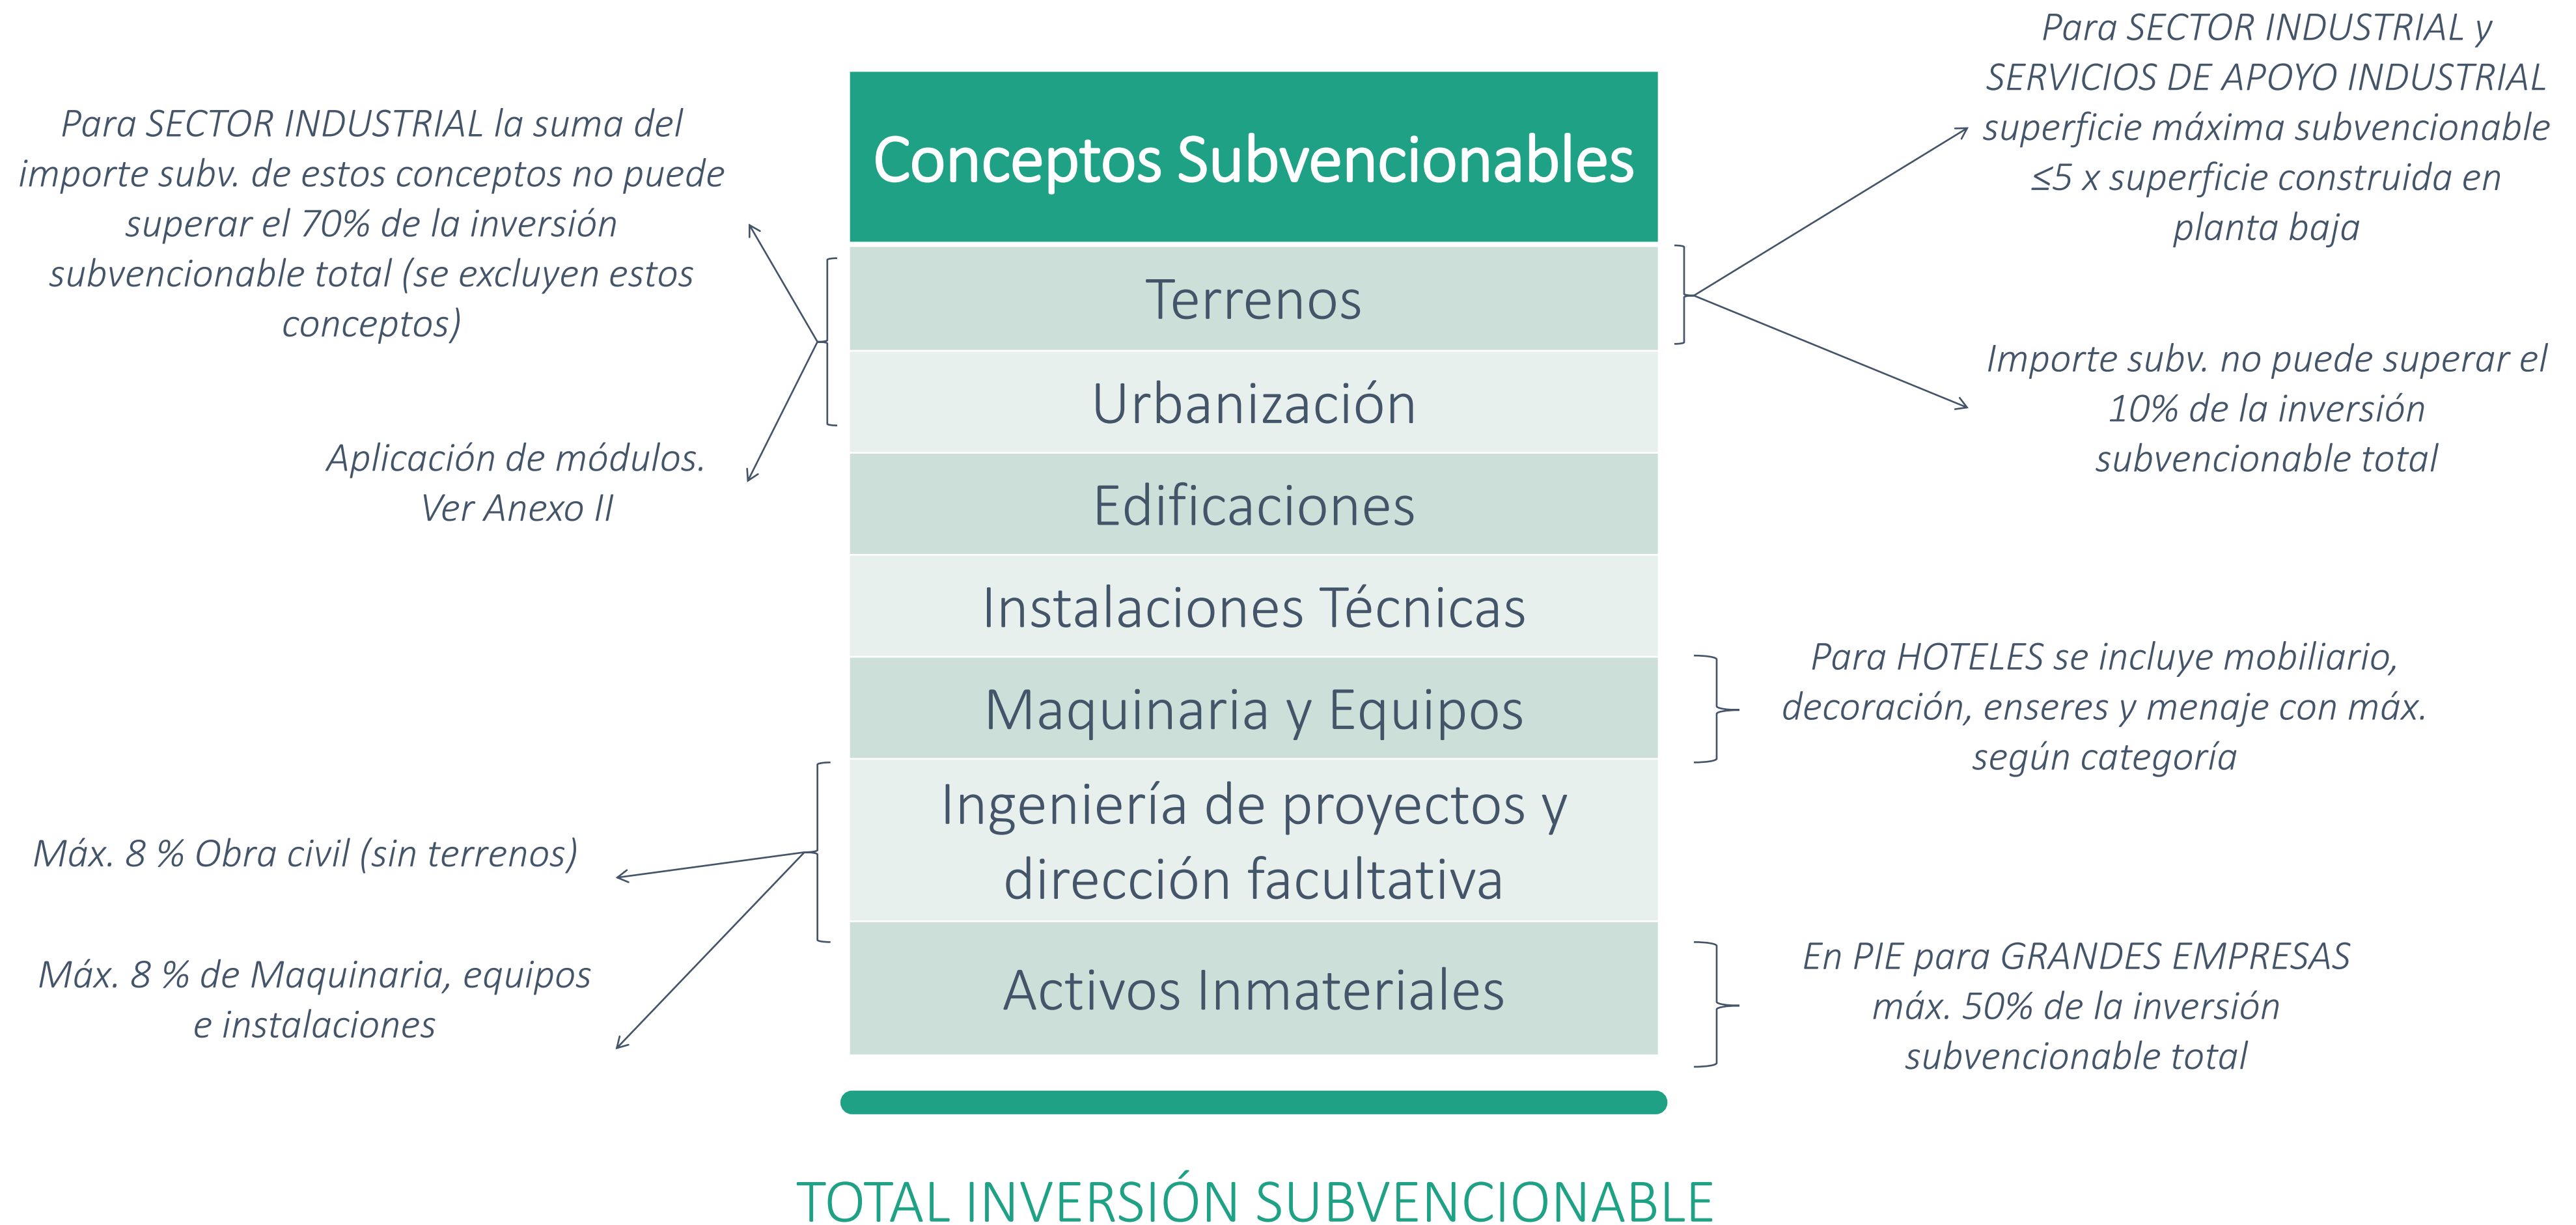 Para SECTOR INDUSTRIAL la suma del
importe subv. de estos conceptos no puede
superar el 70% de la inversión
subvencionable total (se excluyen estos
conceptos)
Aplicación de módulos.
Ver Anexo II
Máx. 8 % Obra civil (sin terrenos)
Máx. 8 % de Maquinaria, equipos
e instalaciones
Conceptos Subvencionables
Terrenos
Urbanización
Edificaciones
Instalaciones Técnicas
Maquinaria y Equipos
Ingeniería de proyectos y
dirección facultativa
Activos Inmateriales
TOTAL INVERSIÓN SUBVENCIONABLE
Para SECTOR INDUSTRIAL y
SERVICIOS DE APOYO INDUSTRIAL
superficie máxima subvencionable
≤5 x superficie construida en
planta baja
Importe subv. no puede superar el
10% de la inversión
subvencionable total
Para HOTELES se incluye mobiliario,
decoración, enseres y menaje con máx.
según categoría
En PIE para GRANDES EMPRESAS
máx. 50% de la inversión
subvencionable total